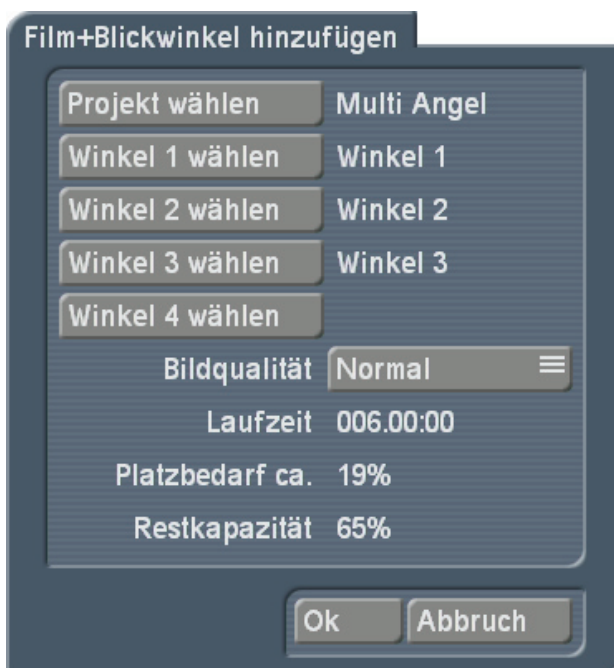 Film+Blickwinkel hinzufügen
Projekt wählen Multi Angel
Winkel 1 wählen Winkel 1
Winkel 2 wählen Winkel 2
Winkel 3 wählen Winkel 3
Winkel 4 wählen
Bildqualität Normal
Laufzeit 006.00:00
Platzbedarf ca. 19%
Restkapazität 65%
Ok Abbruch